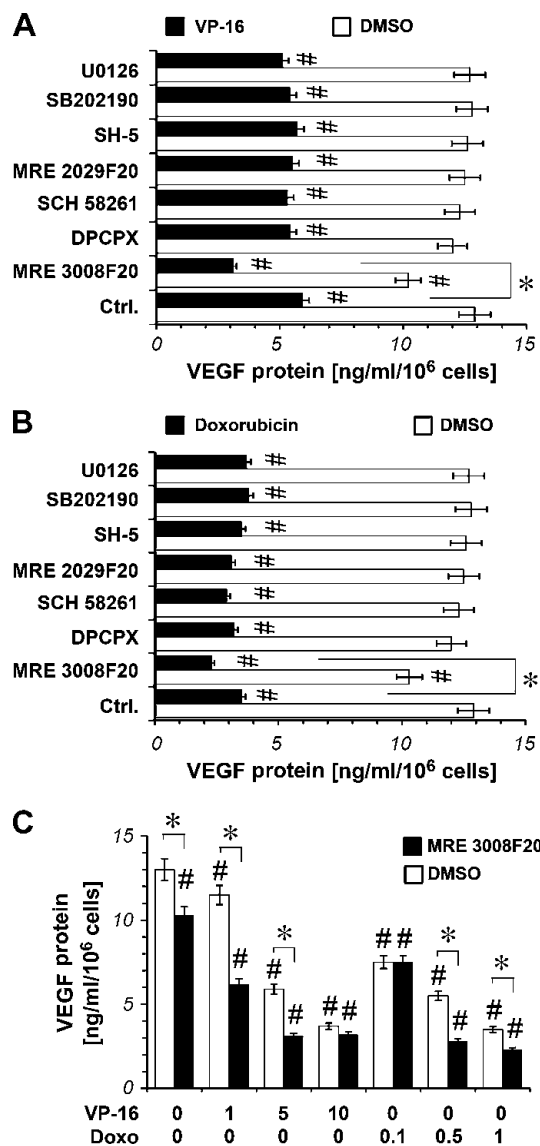 A
VP-16 DMSO
U0126 #
SB202190 #
SH-5 #
MRE 2029F20 #
SCH 58261 #
DPCPX #
MRE 3008F20 # #
*
Ctrl. #
0 5 10 15
VEGF protein [ng/ml/10⁶ cells]
B
Doxorubicin DMSO
U0126 #
SB202190 #
SH-5 #
MRE 2029F20 #
SCH 58261 #
DPCPX #
MRE 3008F20 # #
*
Ctrl. #
0 5 10 15
VEGF protein [ng/ml/10⁶ cells]
C
MRE 3008F20
DMSO
VEGF protein
[ng/ml/10⁶ cells]
15
10
5
0
* * * * *
# # # # # # # # # # # # #
VP-16 0 1 5 10 0 0 0
Doxo 0 0 0 0 0.1 0.5 1